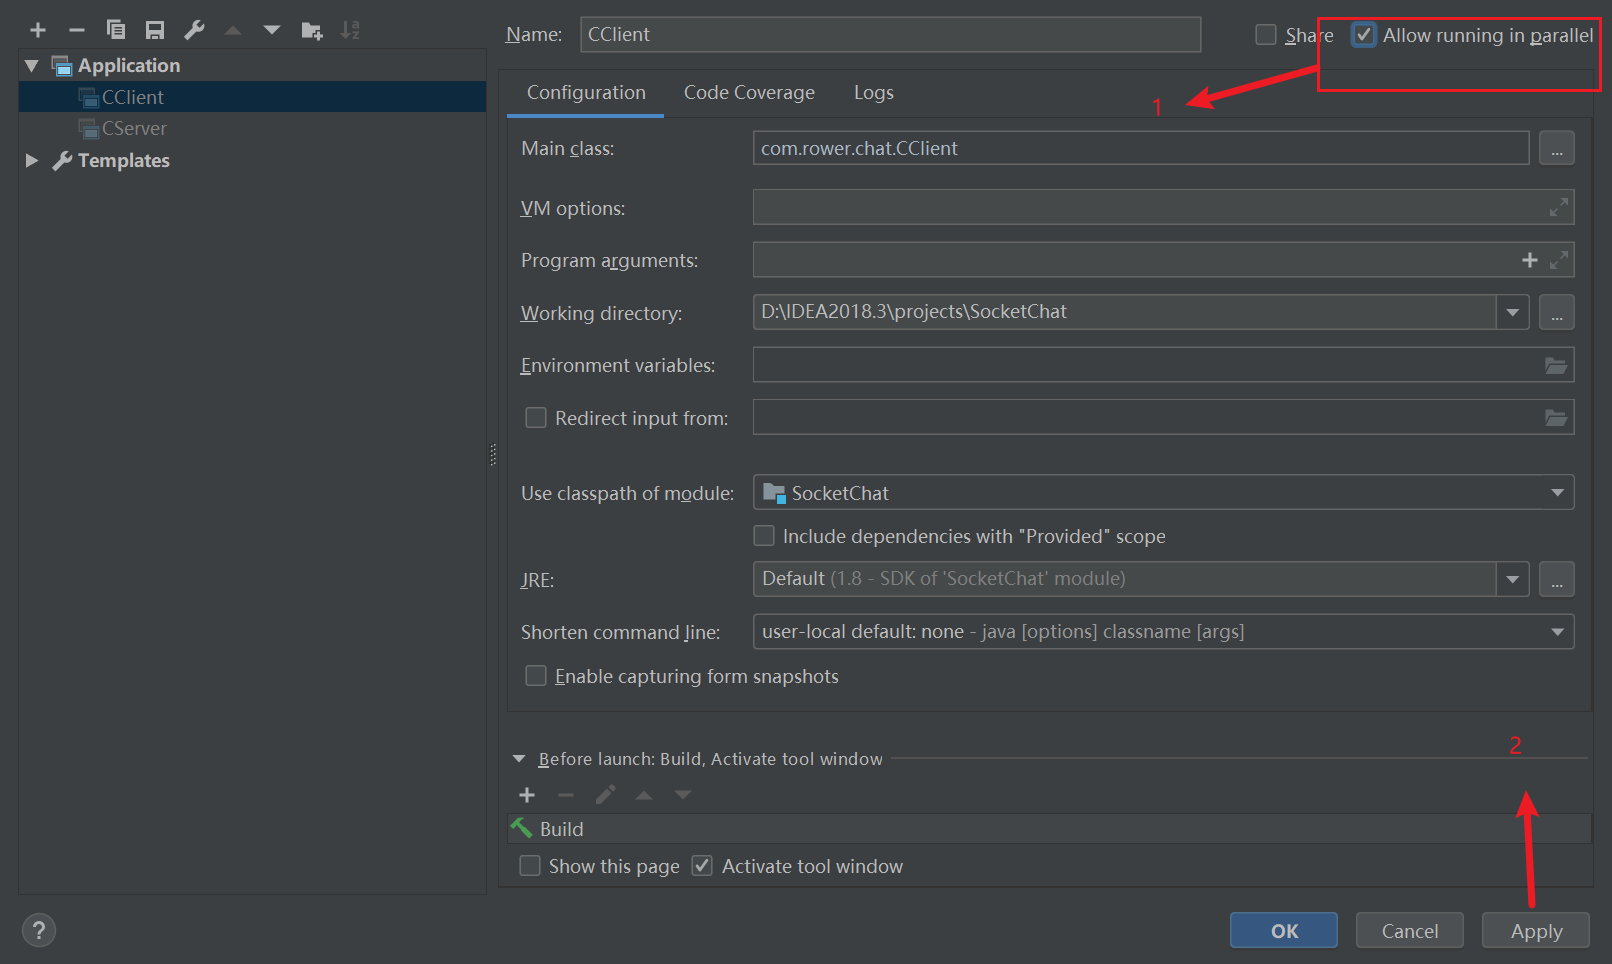 Name: CClient Share Allow running in parallel
Application
CClient
CServer
Templates
Configuration Code Coverage Logs
1
Main class: com.rower.chat.CClient ...
VM options:
Program arguments:
Working directory: D:\IDEA2018.3\projects\SocketChat ...
Environment variables:
Redirect input from:
Use classpath of module: SocketChat
Include dependencies with "Provided" scope
JRE: Default (1.8 - SDK of 'SocketChat' module) ...
Shorten command line: user-local default: none - java [options] classname [args]
Enable capturing form snapshots
2
Before launch: Build, Activate tool window
Build
Show this page Activate tool window
? OK Cancel Apply